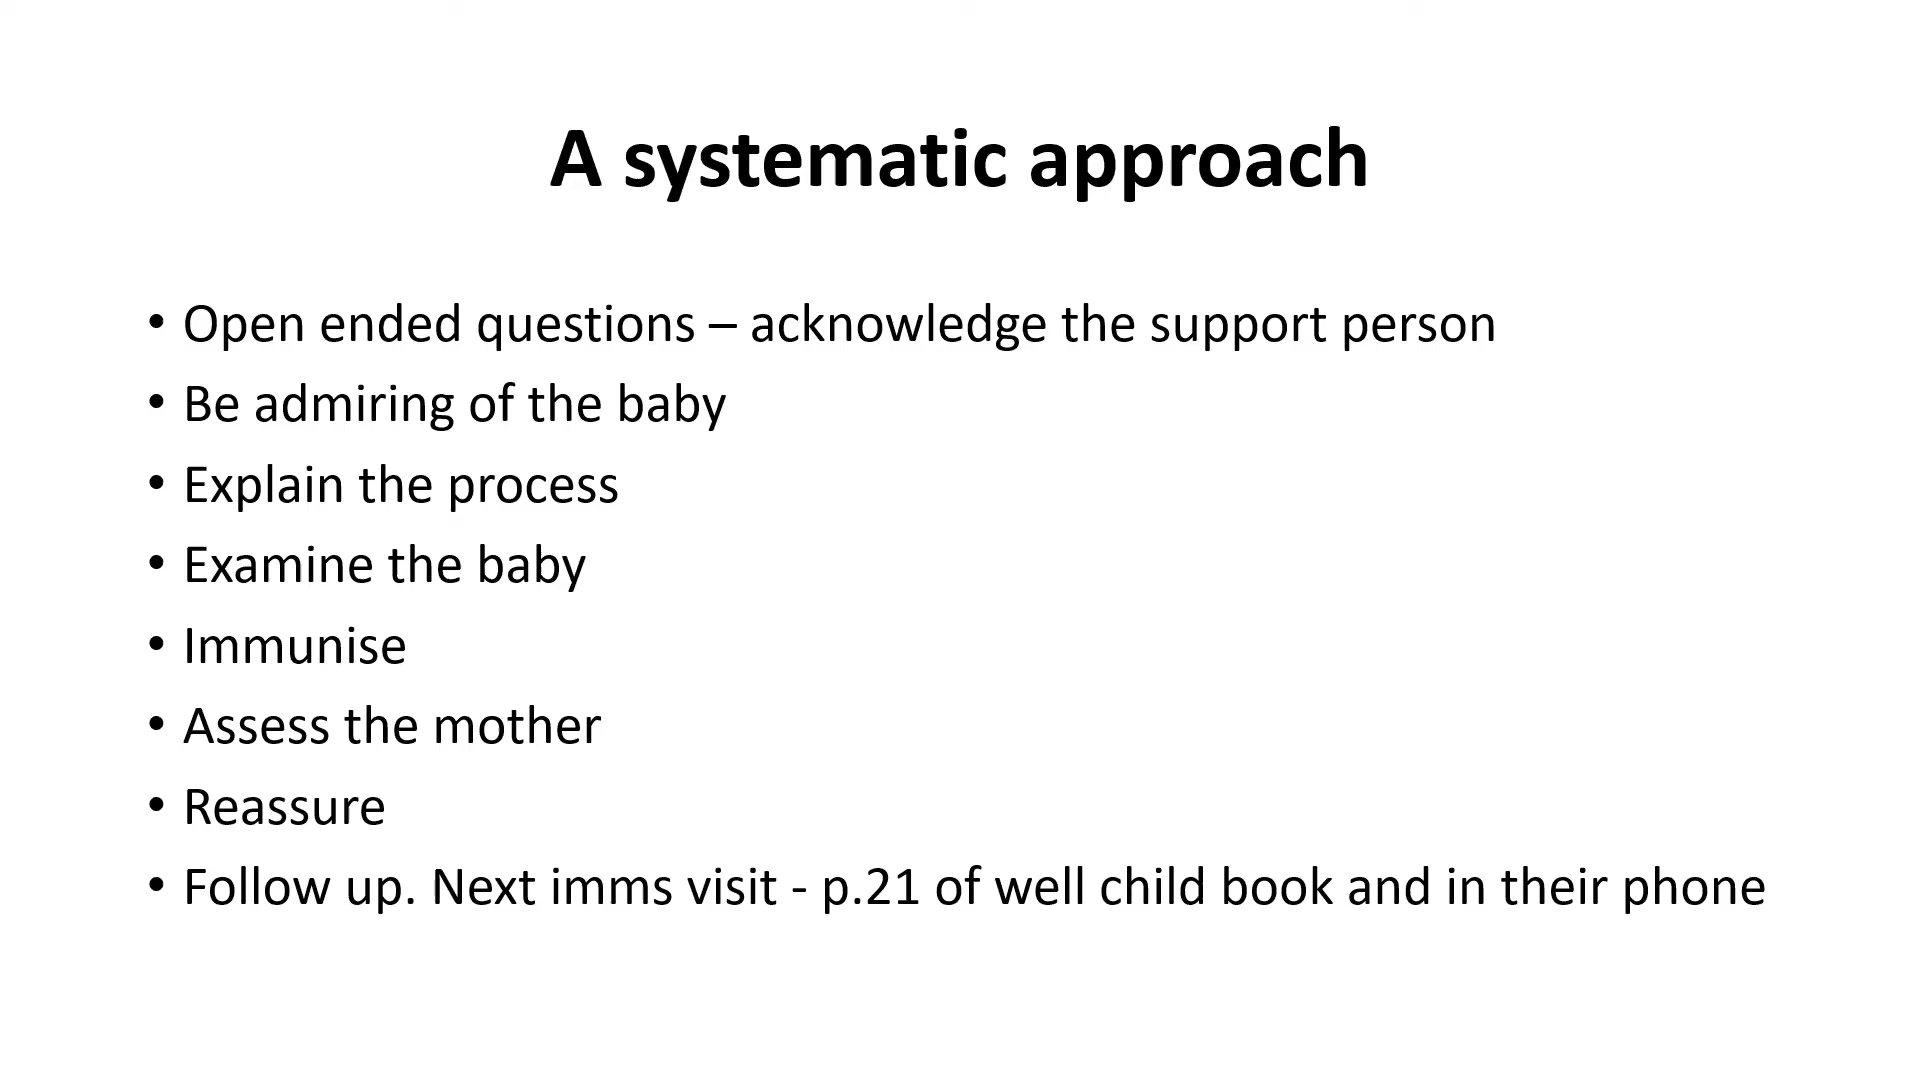 A systematic approach
• Open ended questions – acknowledge the support person
• Be admiring of the baby
• Explain the process
• Examine the baby
• Immunise
• Assess the mother
• Reassure
• Follow up. Next imms visit - p.21 of well child book and in their phone